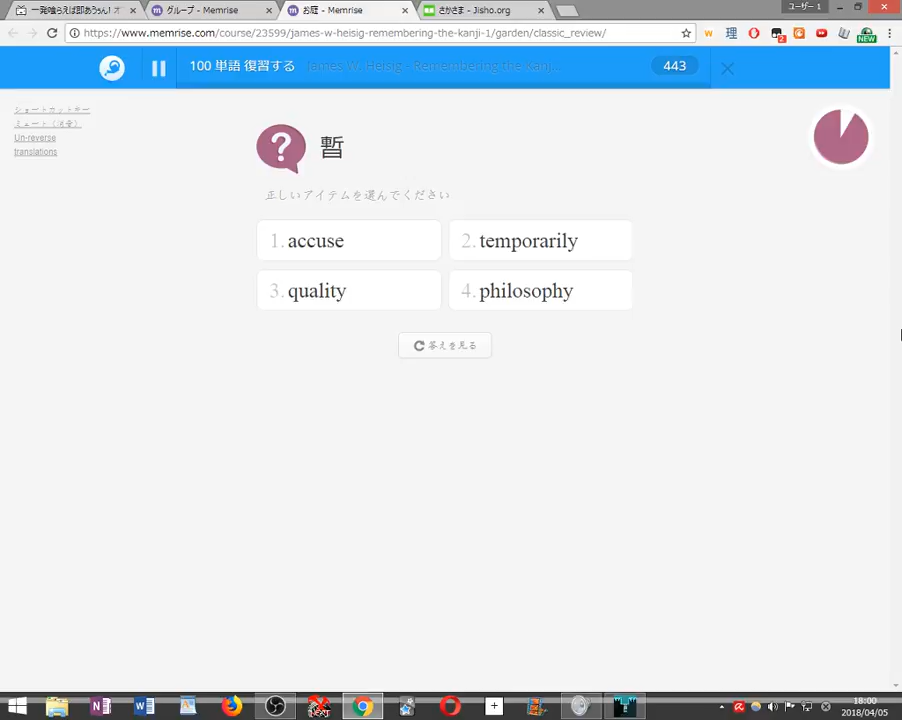 一発喰らえば即あうぅん!
グループ - Memrise
お庭 - Memrise
さかさま - Jisho.org
ユーザー 1
https://www.memrise.com/course/23599/james-w-heisig-remembering-the-kanji-1/garden/classic_review/
100 単語 復習する
James W. Heisig - Remembering the Kanji...
443
ショートカットキー
ミュート（消音）
Un-reverse
translations
暫
正しいアイテムを選んでください
1. accuse
2. temporarily
3. quality
4. philosophy
答えを見る
18:00
2018/04/05